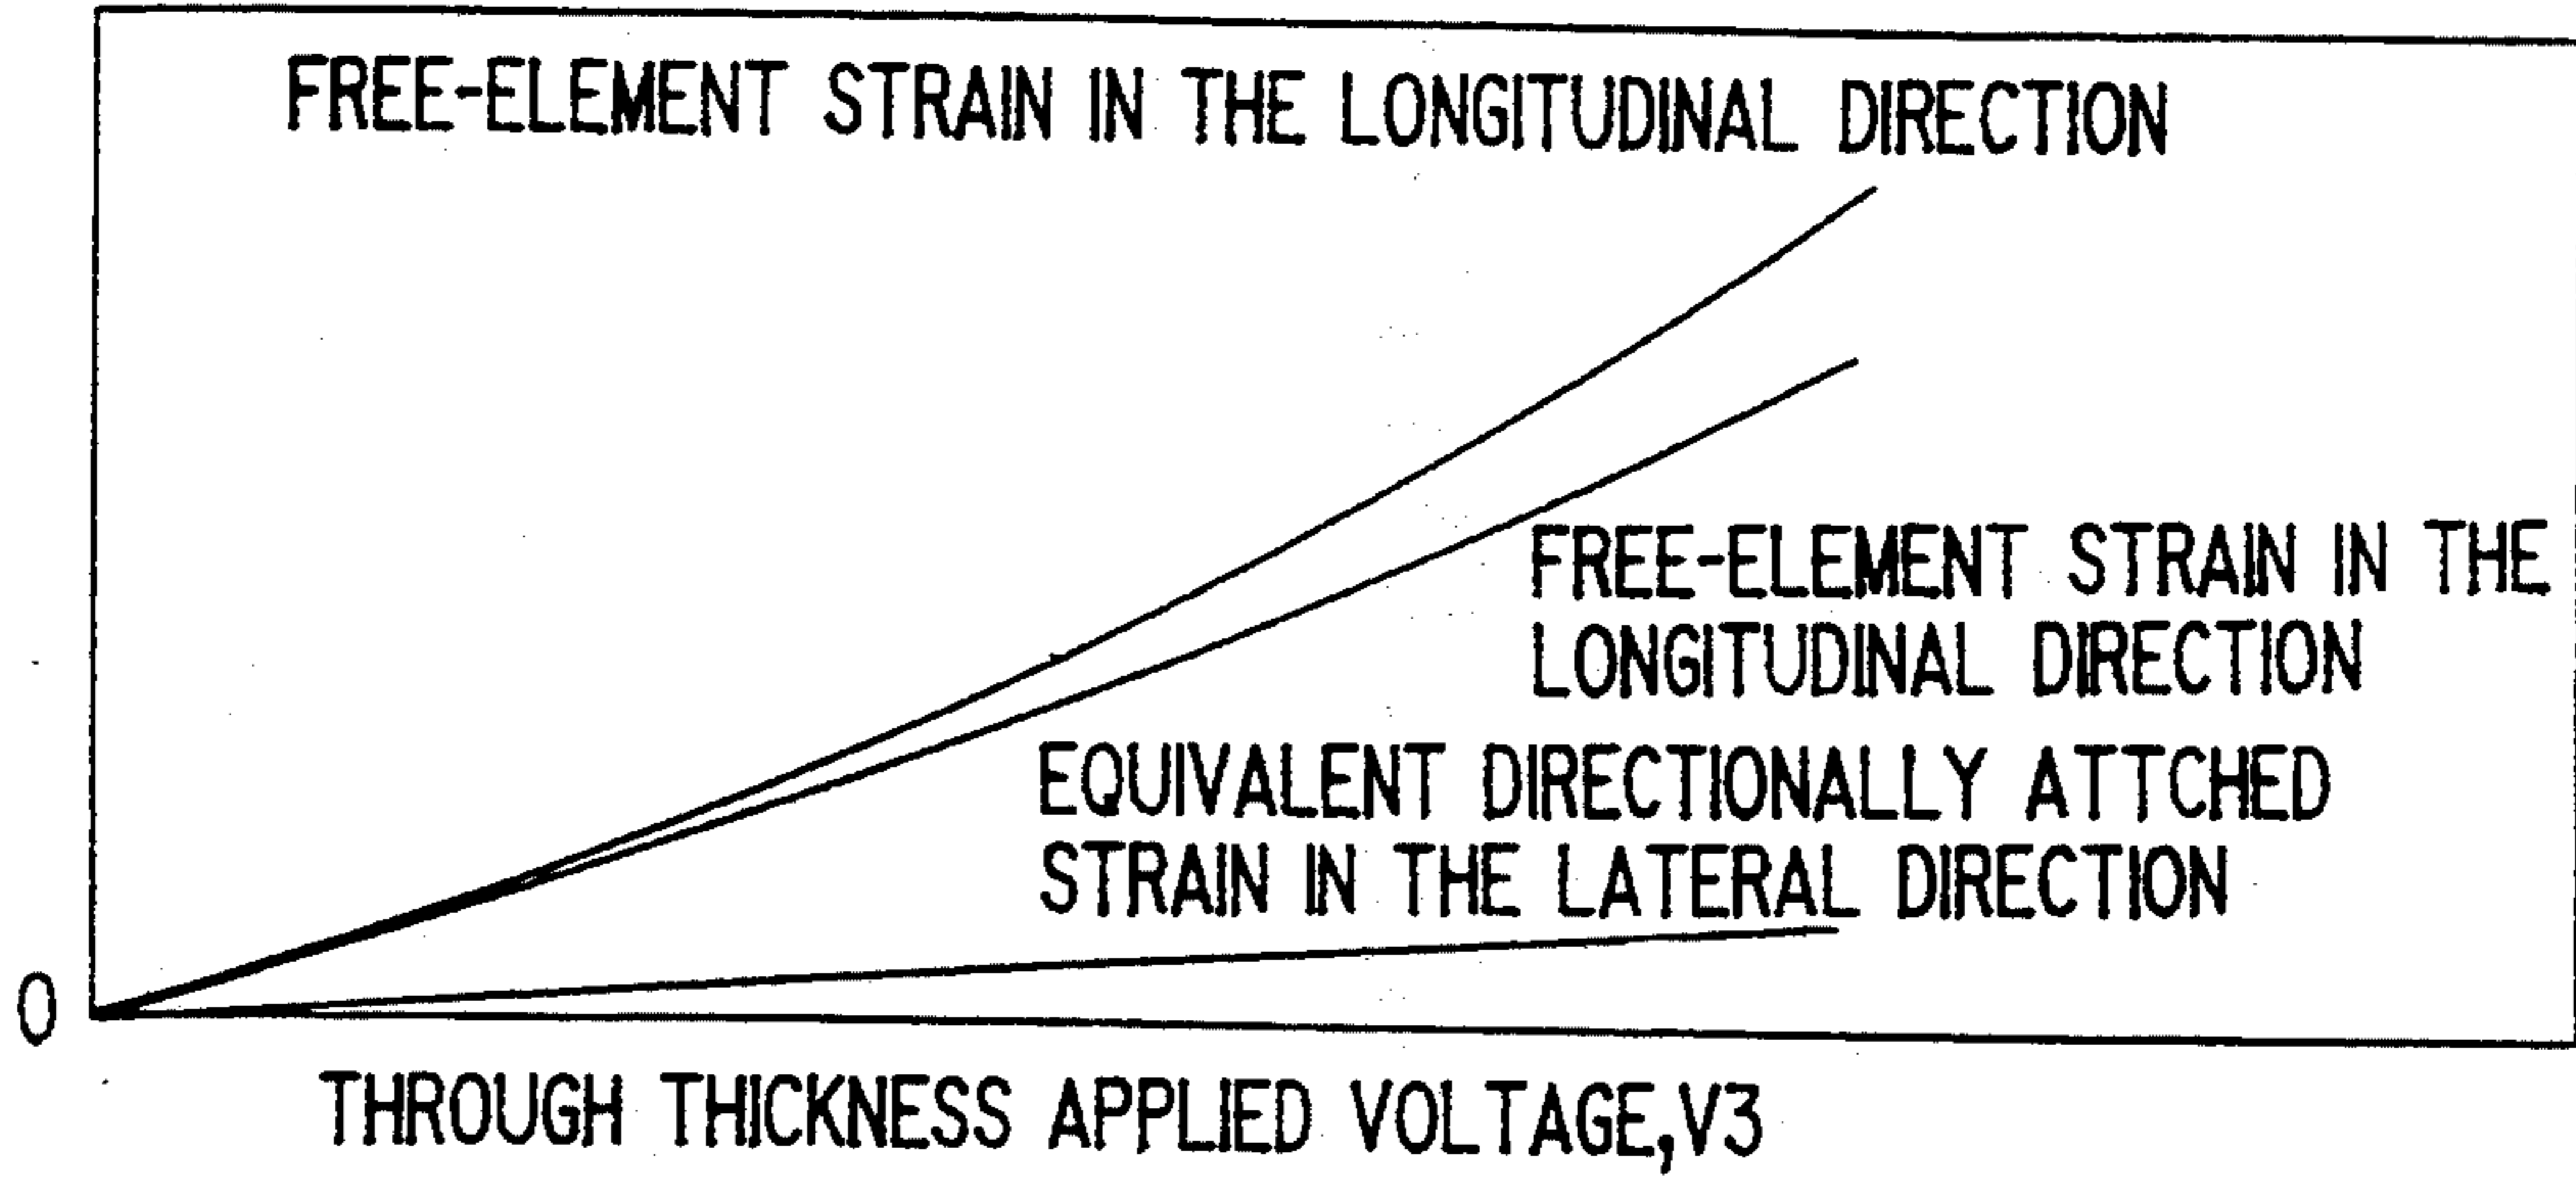 FREE-ELEMENT STRAIN IN THE LONGITUDINAL DIRECTION
FREE-ELEMENT STRAIN IN THE
LONGITUDINAL DIRECTION
EQUIVALENT DIRECTIONALLY ATTCHED
STRAIN IN THE LATERAL DIRECTION
0
THROUGH THICKNESS APPLIED VOLTAGE,V3